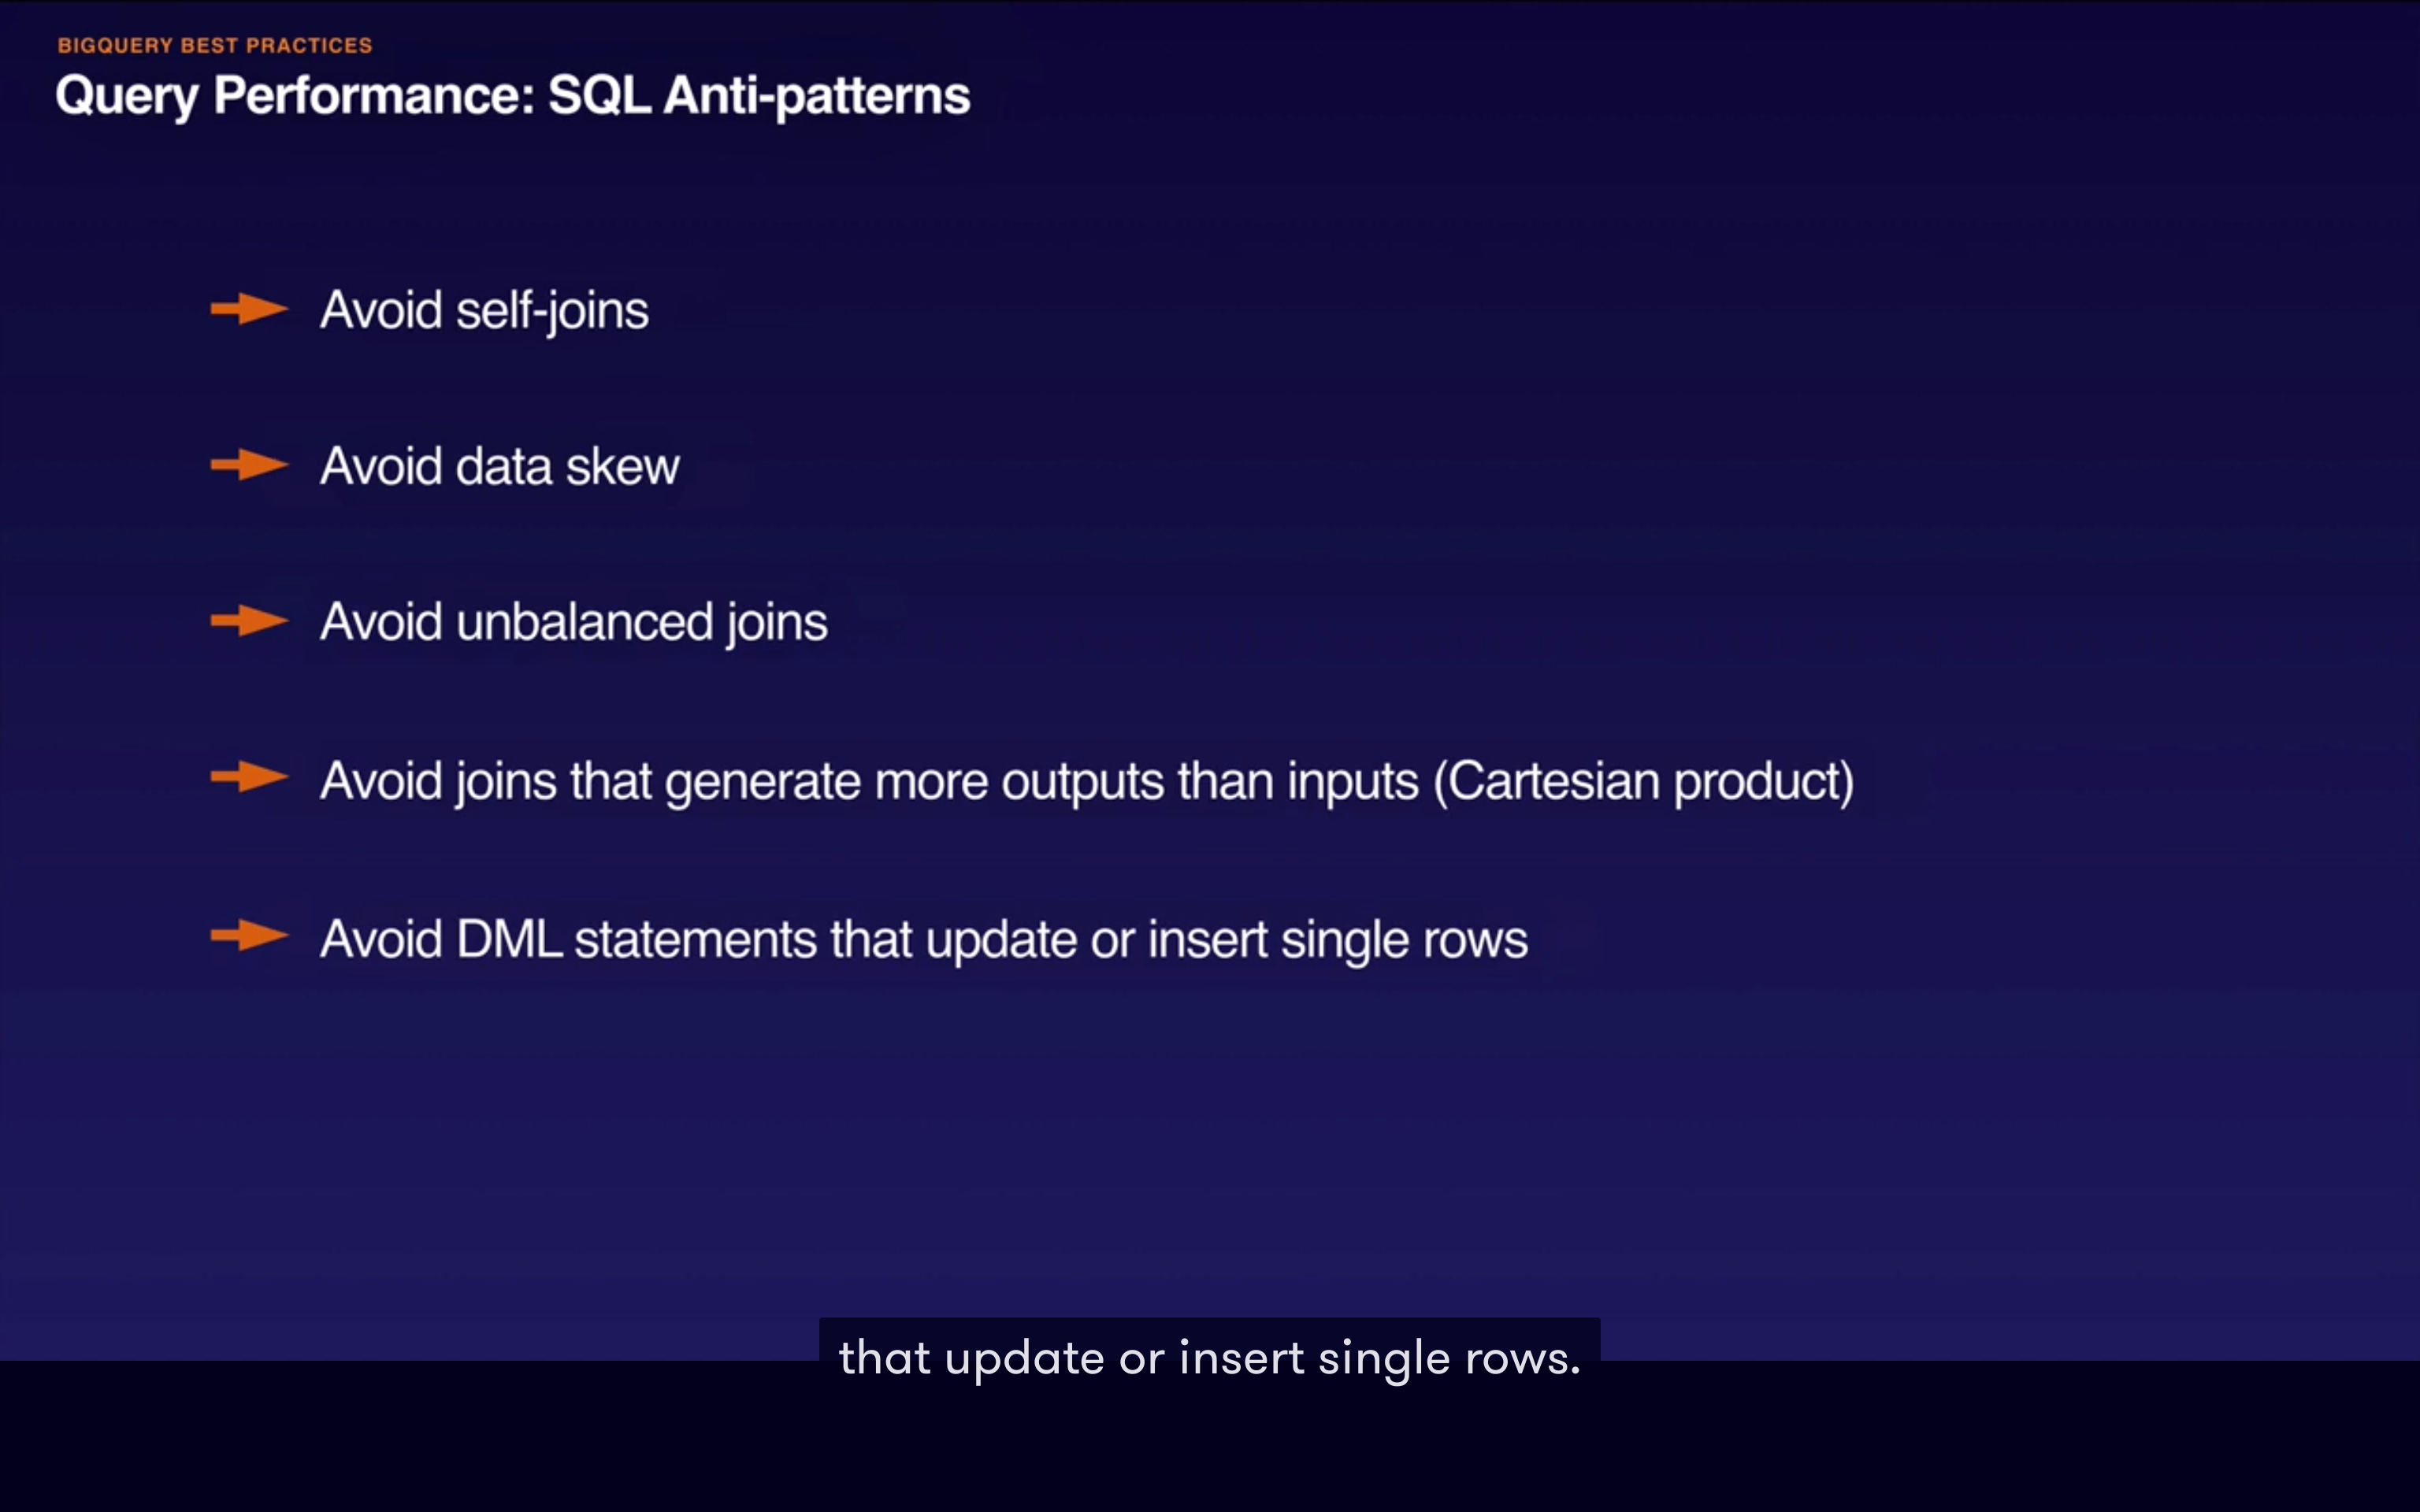 BIGQUERY BEST PRACTICES
Query Performance: SQL Anti-patterns
Avoid self-joins
Avoid data skew
Avoid unbalanced joins
Avoid joins that generate more outputs than inputs (Cartesian product)
Avoid DML statements that update or insert single rows
that update or insert single rows.